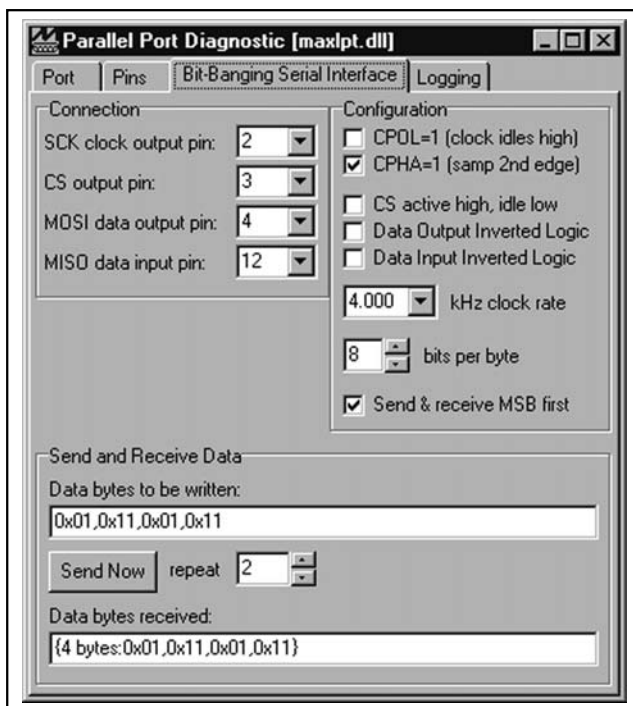 Parallel Port Diagnostic [maxlpt.dll]
Port Pins Bit-Banging Serial Interface Logging
Connection
SCK clock output pin: 2
CS output pin: 3
MOSI data output pin: 4
MISO data input pin: 12
Configuration
CPOL=1 (clock idles high)
CPHA=1 (samp 2nd edge)
CS active high, idle low
Data Output Inverted Logic
Data Input Inverted Logic
4.000 kHz clock rate
8 bits per byte
Send & receive MSB first
Send and Receive Data
Data bytes to be written:
0x01,0x11,0x01,0x11
Send Now repeat 2
Data bytes received:
{4 bytes:0x01,0x11,0x01,0x11}